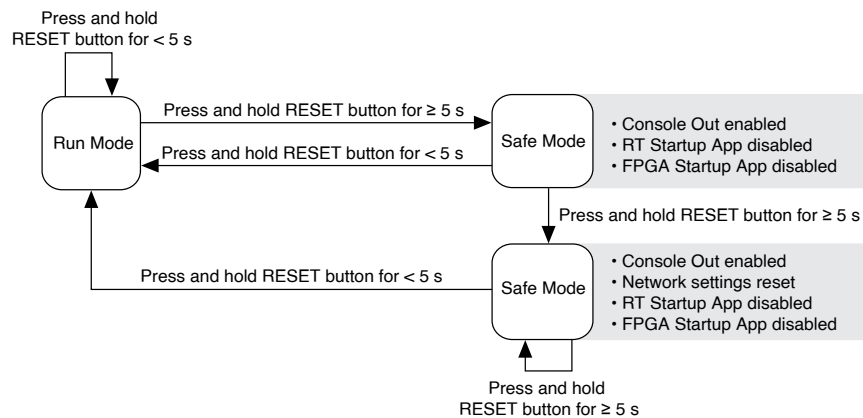 Press and hold
RESET button for < 5 s
Press and hold RESET button for ≥ 5 s
Run Mode
Safe Mode
• Console Out enabled
• RT Startup App disabled
• FPGA Startup App disabled
Press and hold RESET button for < 5 s
Press and hold RESET button for ≥ 5 s
Press and hold RESET button for < 5 s
Safe Mode
• Console Out enabled
• Network settings reset
• RT Startup App disabled
• FPGA Startup App disabled
Press and hold
RESET button for ≥ 5 s